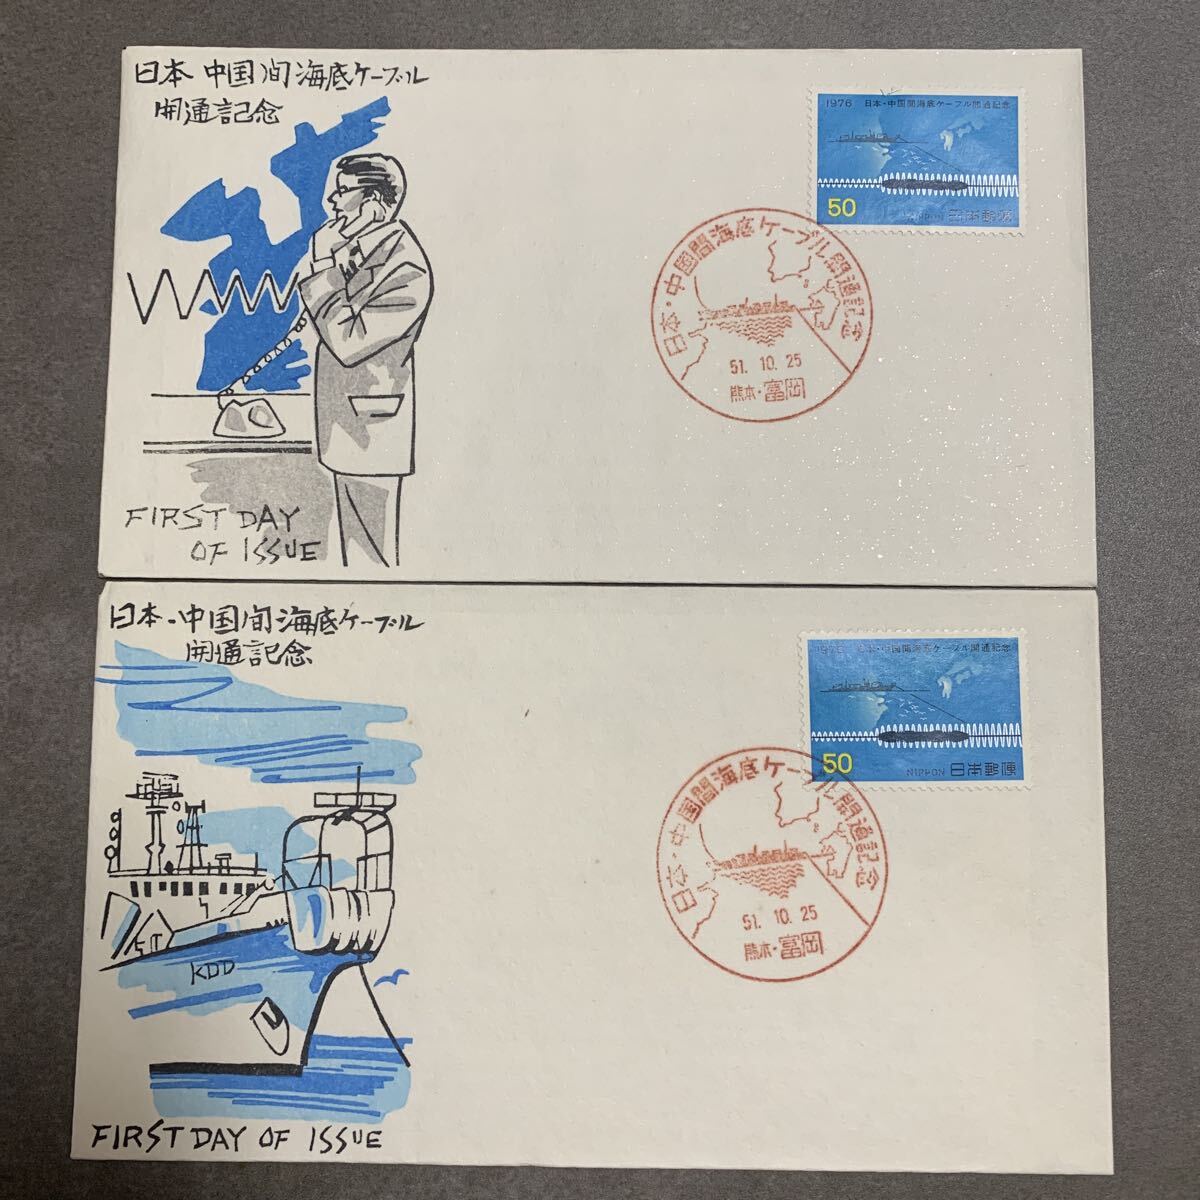 日本 中国間海底ケーブル
開通記念
1976 日本・中国間海底ケーブル開通記念
50 NIPPON 日本郵便
日本・中国間海底ケーブル開通記念
51. 10. 25
熊本・富岡
FIRST DAY
OF ISSUE
日本・中国間海底ケーブル
開通記念
1976 日本・中国間海底ケーブル開通記念
50 NIPPON 日本郵便
日本・中国間海底ケーブル開通記念
51. 10. 25
熊本・富岡
KDD
FIRST DAY OF ISSUE